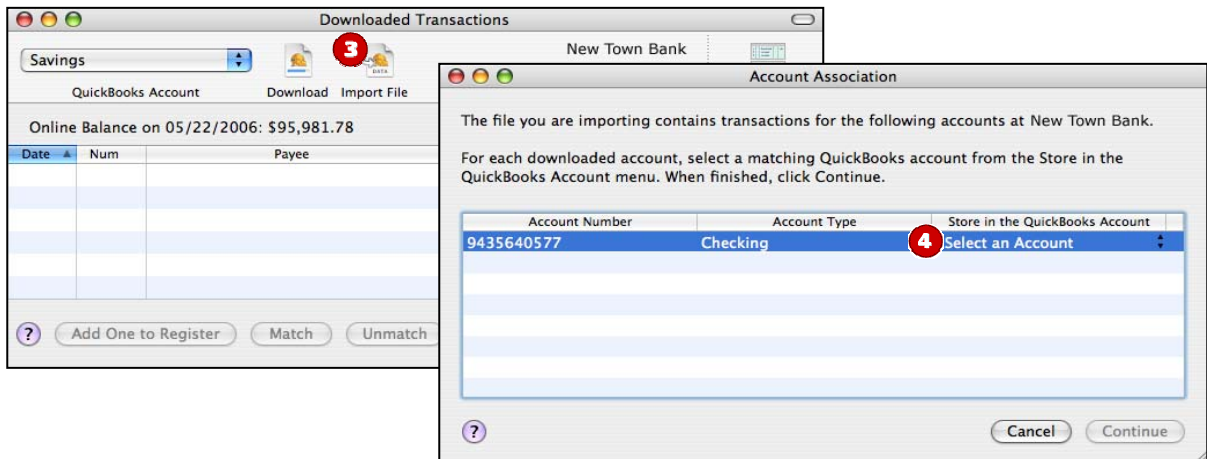 Downloaded Transactions
3
Savings
New Town Bank
QuickBooks Account
Download
Import File
DATA
Online Balance on 05/22/2006: $95,981.78
Date Num Payee
? Add One to Register Match Unmatch
Account Association
The file you are importing contains transactions for the following accounts at New Town Bank.
For each downloaded account, select a matching QuickBooks account from the Store in the
QuickBooks Account menu. When finished, click Continue.
Account Number Account Type Store in the QuickBooks Account
9435640577 Checking 4 Select an Account
? Cancel Continue